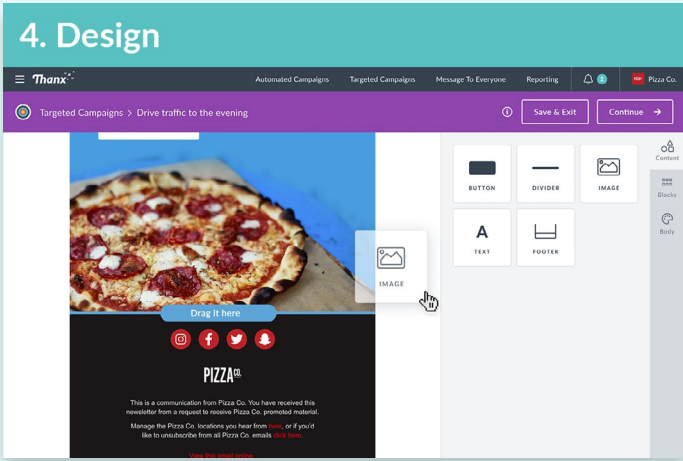 4. Design
Thanx
Automated Campaigns
Targeted Campaigns
Message To Everyone
Reporting
2
Pizza Co.
Targeted Campaigns > Drive traffic to the evening
Save & Exit
Continue
Content
Blocks
Body
BUTTON
DIVIDER
IMAGE
TEXT
FOOTER
IMAGE
Drag It here
PIZZA CO.
This is a communication from Pizza Co. You have received this
newsletter from a request to receive Pizza Co. promoted material.
Manage the Pizza Co. locations you hear from here, or if you'd
like to unsubscribe from all Pizza Co. emails click here.
View this email online